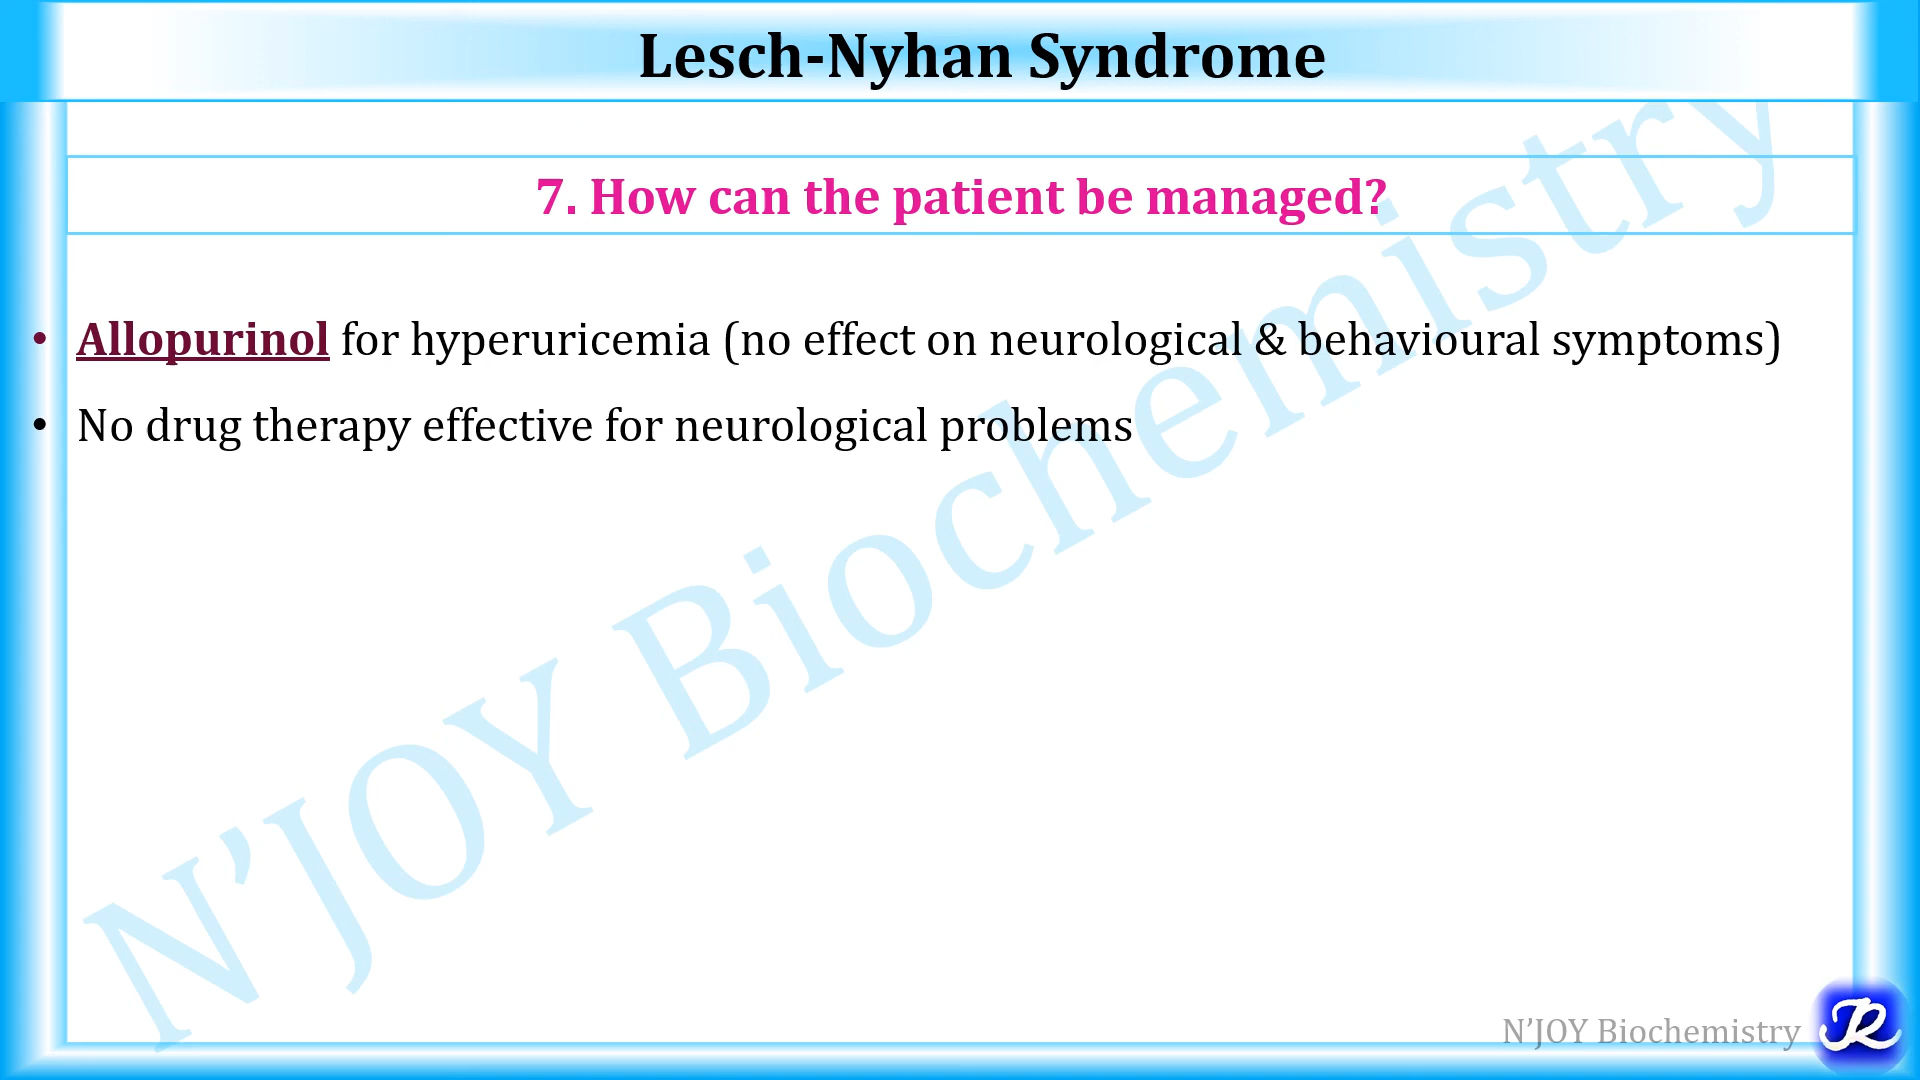 Lesch-Nyhan Syndrome
7. How can the patient be managed?
• Allopurinol for hyperuricemia (no effect on neurological & behavioural symptoms)
• No drug therapy effective for neurological problems
N’JOY Biochemistry
N’JOY Biochemistry
JR